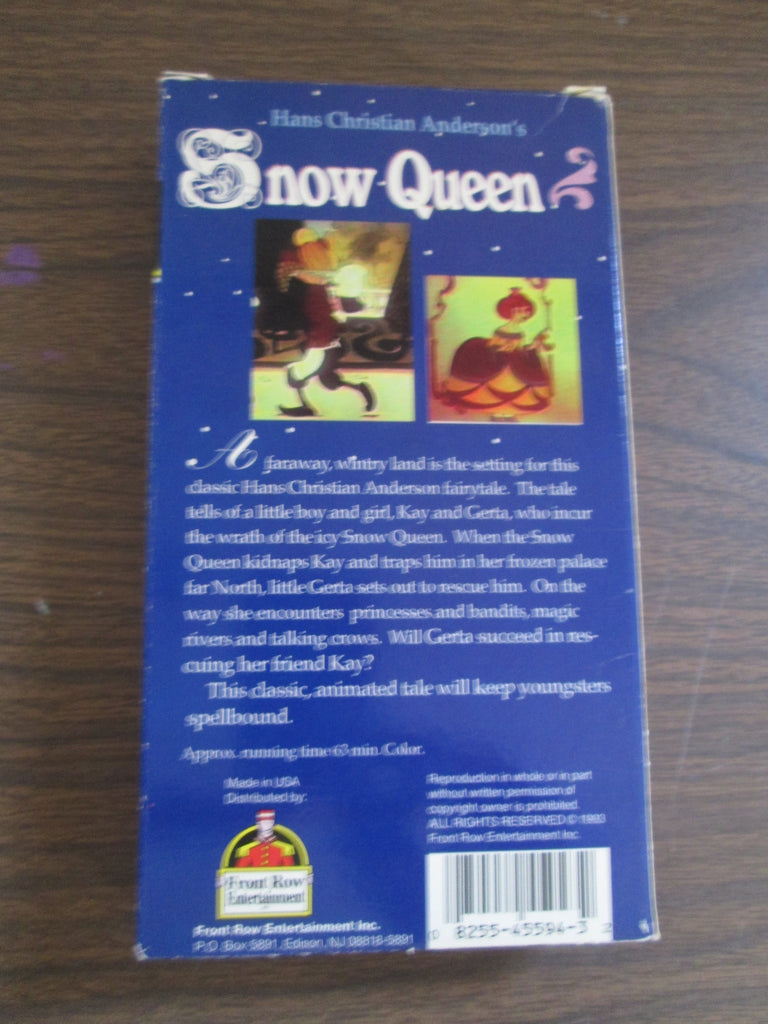 Hans Christian Anderson's
Snow Queen
A faraway, wintry land is the setting for this
classic Hans Christian Anderson fairytale. The tale
tells of a little boy and girl, Kay and Gerta, who incur
the wrath of the icy Snow Queen. When the Snow
Queen kidnaps Kay and traps him in her frozen palace
far North, little Gerta sets out to rescue him. On the
way she encounters princesses and bandits, magic
rivers and talking crows. Will Gerta succeed in res-
cuing her friend Kay?
This classic, animated tale will keep youngsters
spellbound.
Approx. running time 63 min. Color.
Made in USA
Distributed by:
Front Row
Entertainment
Front Row Entertainment Inc.
P.O. Box 5891, Edison, NJ 08818-5891
Reproduction in whole or in part
without written permission of
copyright owner is prohibited.
ALL RIGHTS RESERVED © 1993
Front Row Entertainment Inc.
0 8255-45594-3 2